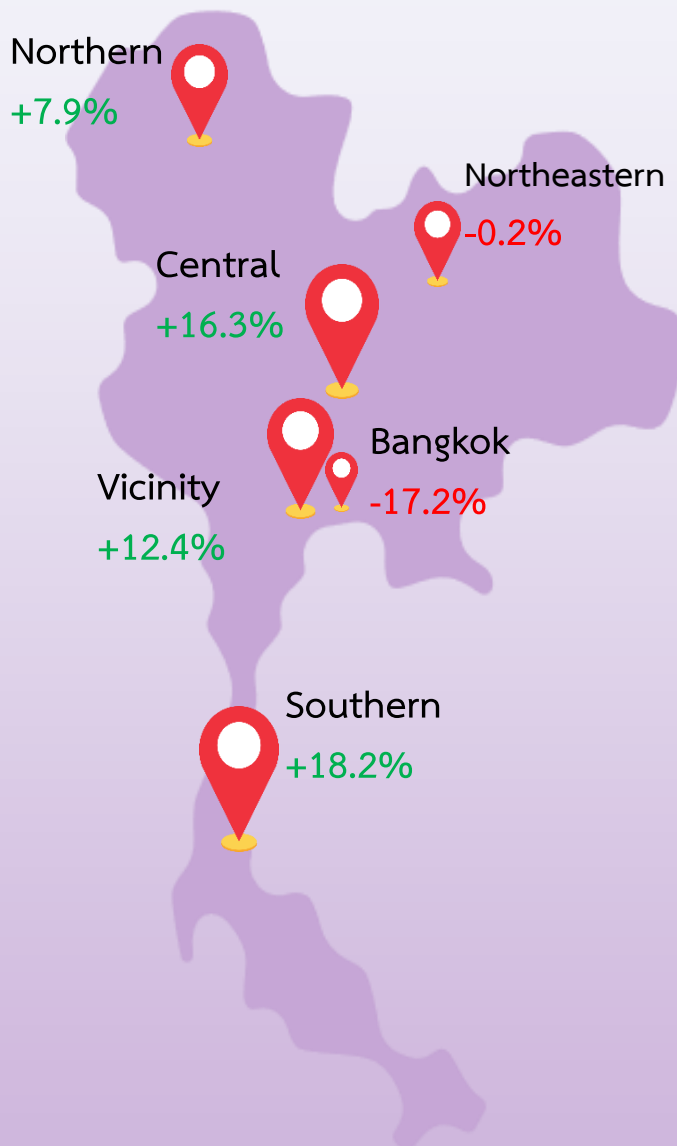 Northern
+7.9%
Northeastern
-0.2%
Central
+16.3%
Bangkok
-17.2%
Vicinity
+12.4%
Southern
+18.2%